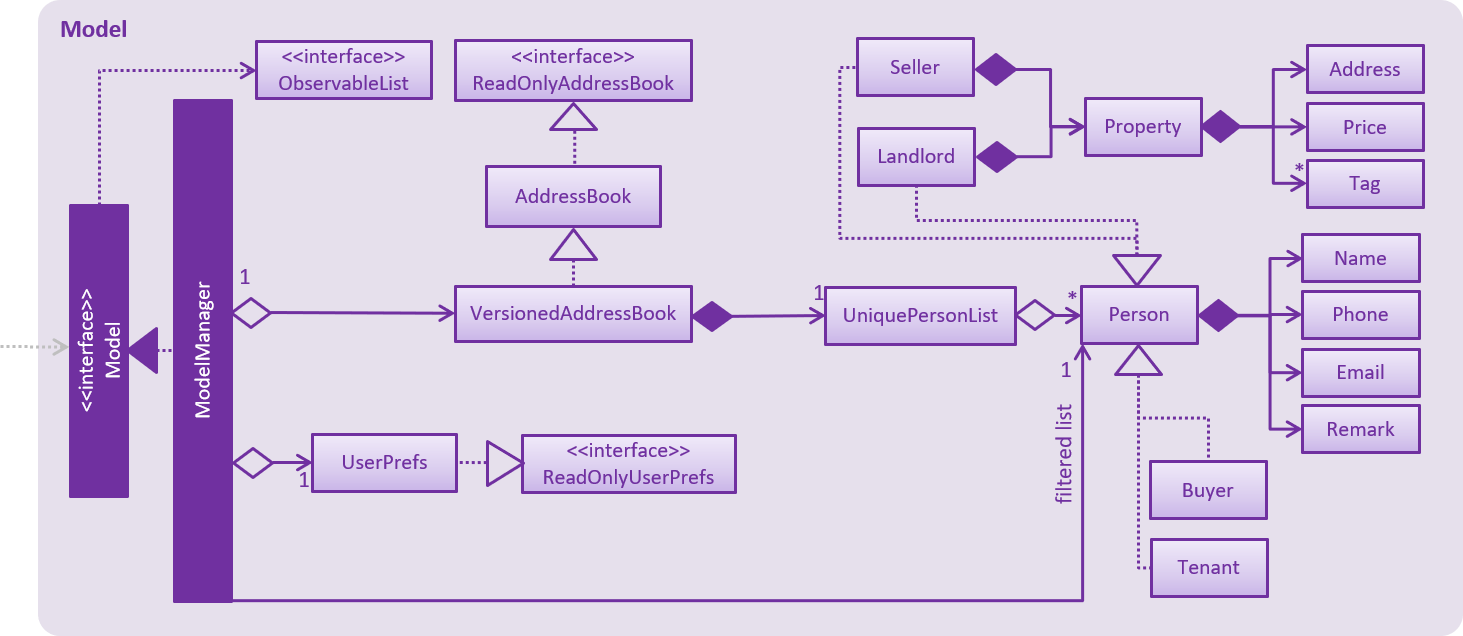 Model
<<interface>>
ObservableList
<<interface>>
ReadOnlyAddressBook
Seller
Landlord
Property
Address
Price
*
Tag
AddressBook
<<interface>>
Model
ModelManager
1
VersionedAddressBook
1
UniquePersonList
*
Person
Name
Phone
Email
Remark
1
filtered list
1
UserPrefs
<<interface>>
ReadOnlyUserPrefs
Buyer
Tenant